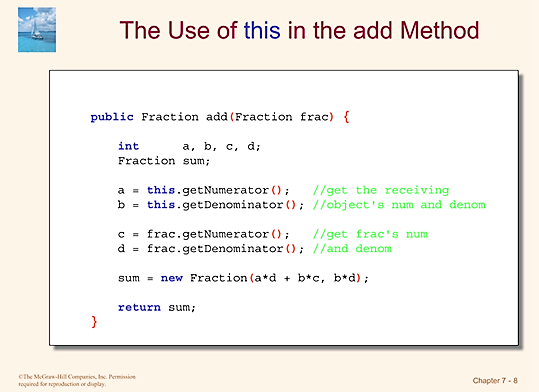 The Use of this in the add Method
public Fraction add(Fraction frac) {
int a, b, c, d;
Fraction sum;
a = this.getNumerator(); //get the receiving
b = this.getDenominator(); //object's num and denom
c = frac.getNumerator(); //get frac's num
d = frac.getDenominator(); //and denom
sum = new Fraction(a*d + b*c, b*d);
return sum;
}
©The McGraw-Hill Companies, Inc. Permission
required for reproduction or display.
Chapter 7 - 8